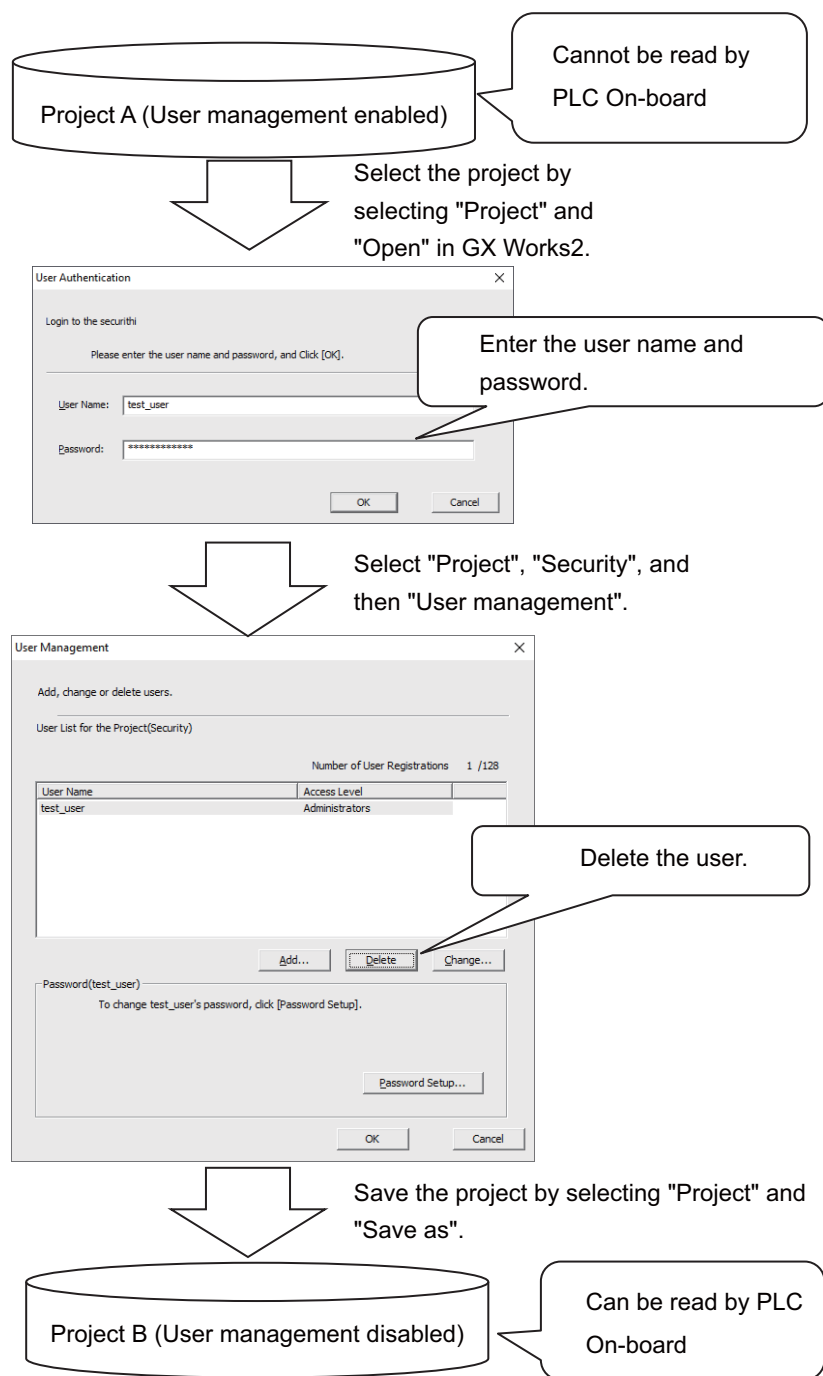 Cannot be read by
PLC On-board
Project A (User management enabled)
Select the project by
selecting "Project" and
"Open" in GX Works2.
User Authentication
Login to the securithi
Please enter the user name and password, and Click [OK].
Enter the user name and
password.
User Name: test_user
Password: ************
OK Cancel
Select "Project", "Security", and
then "User management".
User Management
Add, change or delete users.
User List for the Project(Security)
Number of User Registrations 1 /128
User Name Access Level
test_user Administrators
Delete the user.
Add... Delete Change...
Password(test_user)
To change test_user's password, click [Password Setup].
Password Setup...
OK Cancel
Save the project by selecting "Project" and
"Save as".
Can be read by PLC
On-board
Project B (User management disabled)